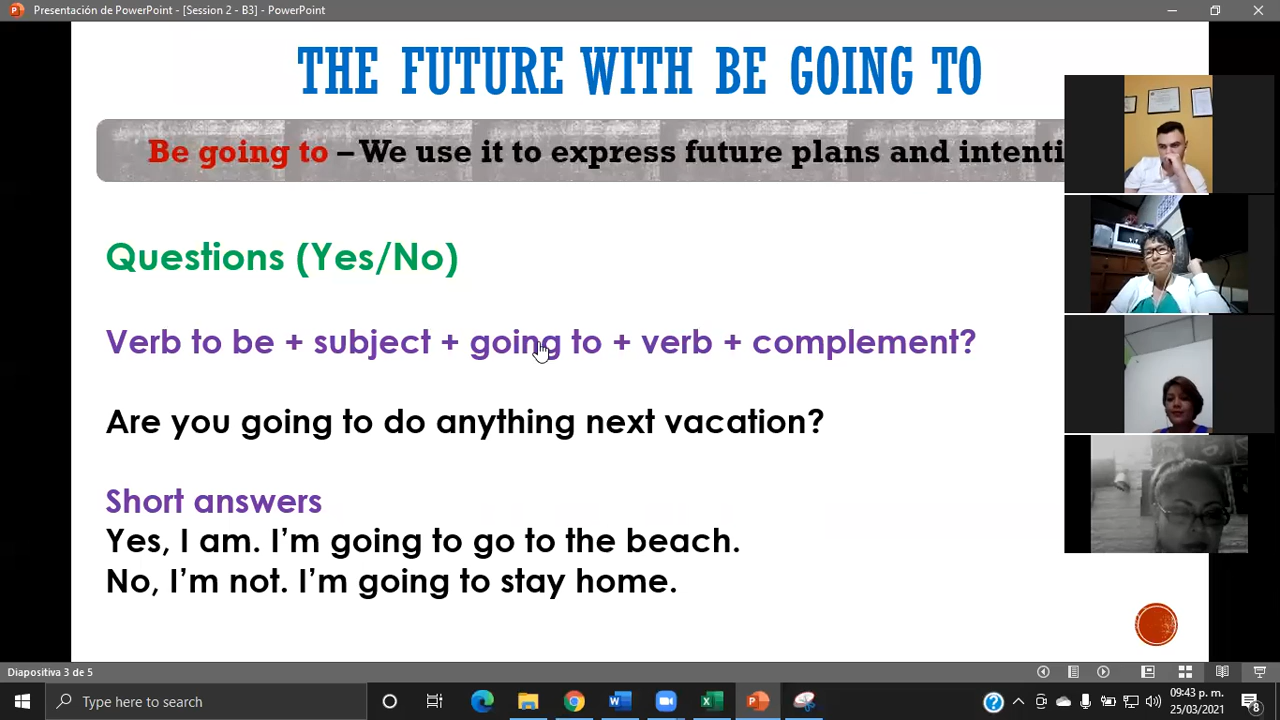 Presentación de PowerPoint - [Session 2 - B3] - PowerPoint
THE FUTURE WITH BE GOING TO
Be going to – We use it to express future plans and intenti
Questions (Yes/No)
Verb to be + subject + going to + verb + complement?
Are you going to do anything next vacation?
Short answers
Yes, I am. I'm going to go to the beach.
No, I'm not. I'm going to stay home.
Diapositiva 3 de 5
Type here to search
09:43 p. m.
25/03/2021
8